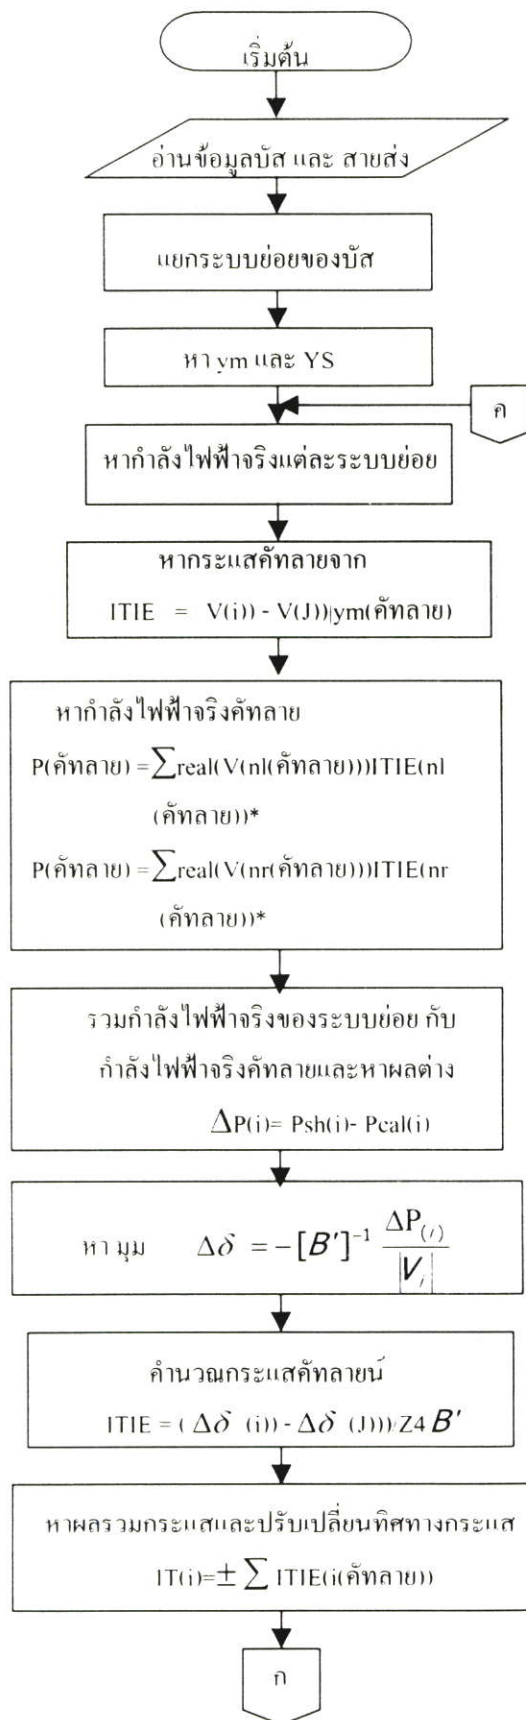 เริ่มต้น
อ่านข้อมูลบัส และ สายส่ง
แยกระบบย่อยของบัส
หา ym และ YS
ค
หากำลังไฟฟ้าจริงแต่ละระบบย่อย
หากระแสคัทลายจาก
ITIE = V(i)) - V(J))|ym(คัทลาย)
หากำลังไฟฟ้าจริงคัทลาย
P(คัทลาย) = ∑real(V(nl(คัทลาย)))ITIE(nl
(คัทลาย))*
P(คัทลาย) = ∑real(V(nr(คัทลาย)))ITIE(nr
(คัทลาย))*
รวมกำลังไฟฟ้าจริงของระบบย่อย กับ
กำลังไฟฟ้าจริงคัทลายและหาผลต่าง
ΔP(i)= Psh(i)- Pcal(i)
หา มุม Δδ = -[B']⁻¹ ΔP(i) / |Vi|
คำนวณกระแสคัทลายน์
ITIE = ( Δδ (i)) - Δδ (J)))/Z4 B'
หาผลรวมกระแสและปรับเปลี่ยนทิศทางกระแส
IT(i)=± ∑ ITIE(i(คัทลาย))
ก